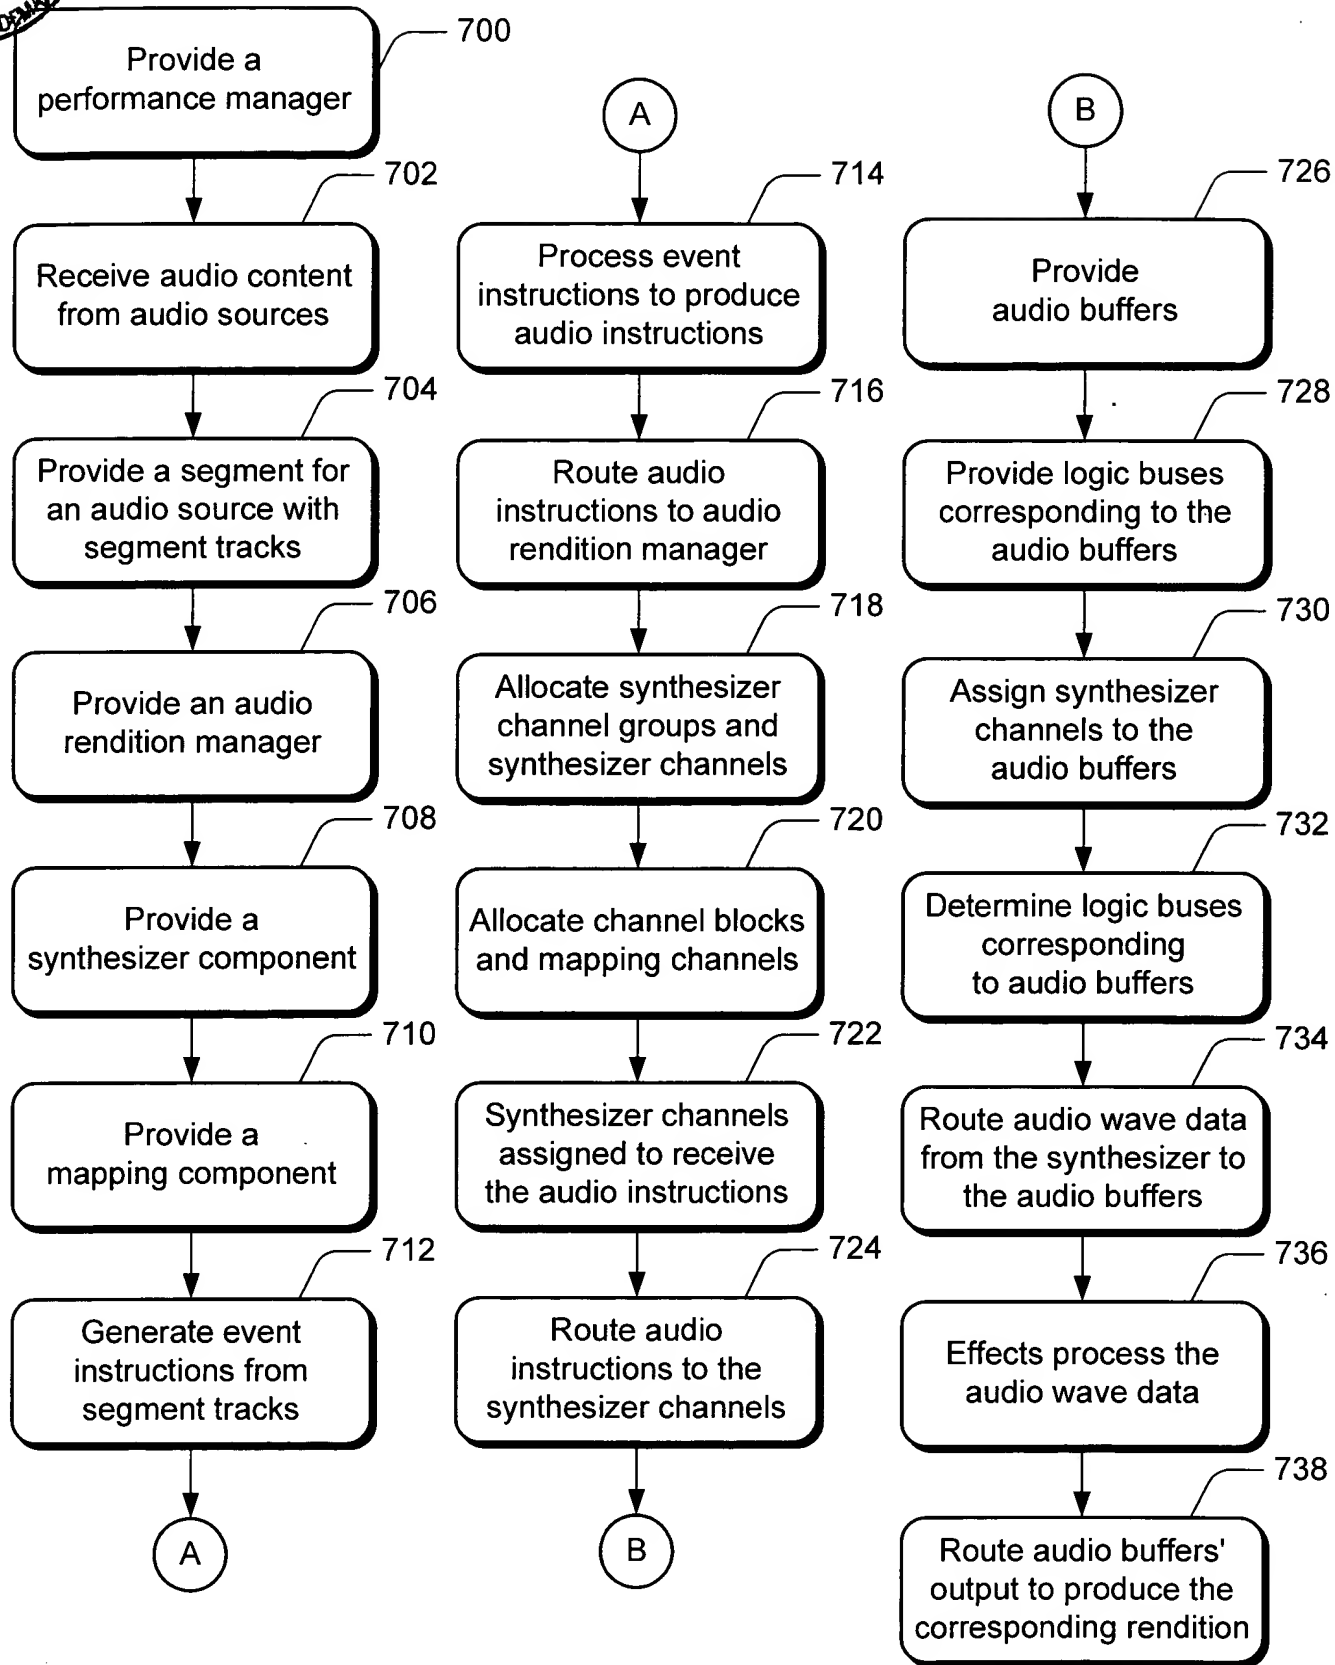 700
Provide a
performance manager
702
Receive audio content
from audio sources
704
Provide a segment for
an audio source with
segment tracks
706
Provide an audio
rendition manager
708
Provide a
synthesizer component
710
Provide a
mapping component
712
Generate event
instructions from
segment tracks
A
A
714
Process event
instructions to produce
audio instructions
716
Route audio
instructions to audio
rendition manager
718
Allocate synthesizer
channel groups and
synthesizer channels
720
Allocate channel blocks
and mapping channels
722
Synthesizer channels
assigned to receive
the audio instructions
724
Route audio
instructions to the
synthesizer channels
B
B
726
Provide
audio buffers
728
Provide logic buses
corresponding to the
audio buffers
730
Assign synthesizer
channels to the
audio buffers
732
Determine logic buses
corresponding
to audio buffers
734
Route audio wave data
from the synthesizer to
the audio buffers
736
Effects process the
audio wave data
738
Route audio buffers'
output to produce the
corresponding rendition